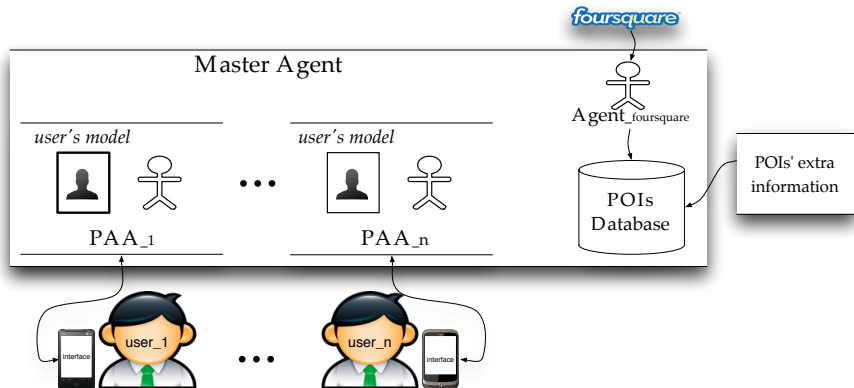 foursquare
Master Agent
Agent_foursquare
user's model
user's model
POIs' extra
information
POIs
Database
•••
PAA_1
PAA_n
user_1
user_n
interface
•••
interface